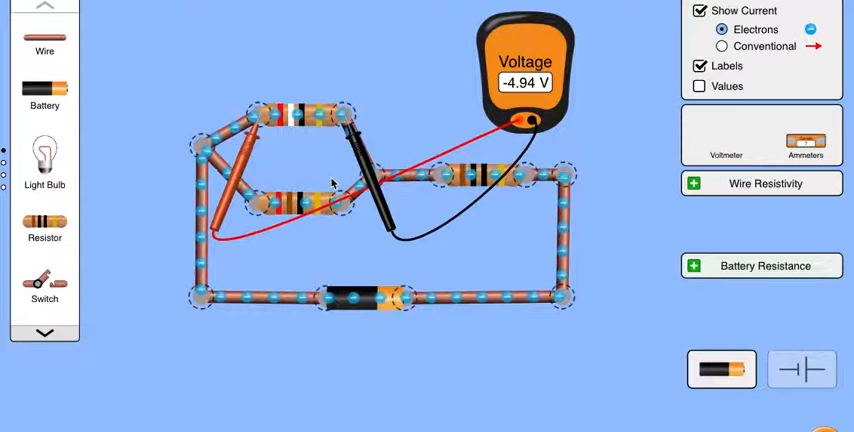 Wire
Battery
Light Bulb
Resistor
Switch
Voltage
-4.94 V
Show Current
Electrons
Conventional
Labels
Values
Voltmeter
Ammeters
Wire Resistivity
Battery Resistance